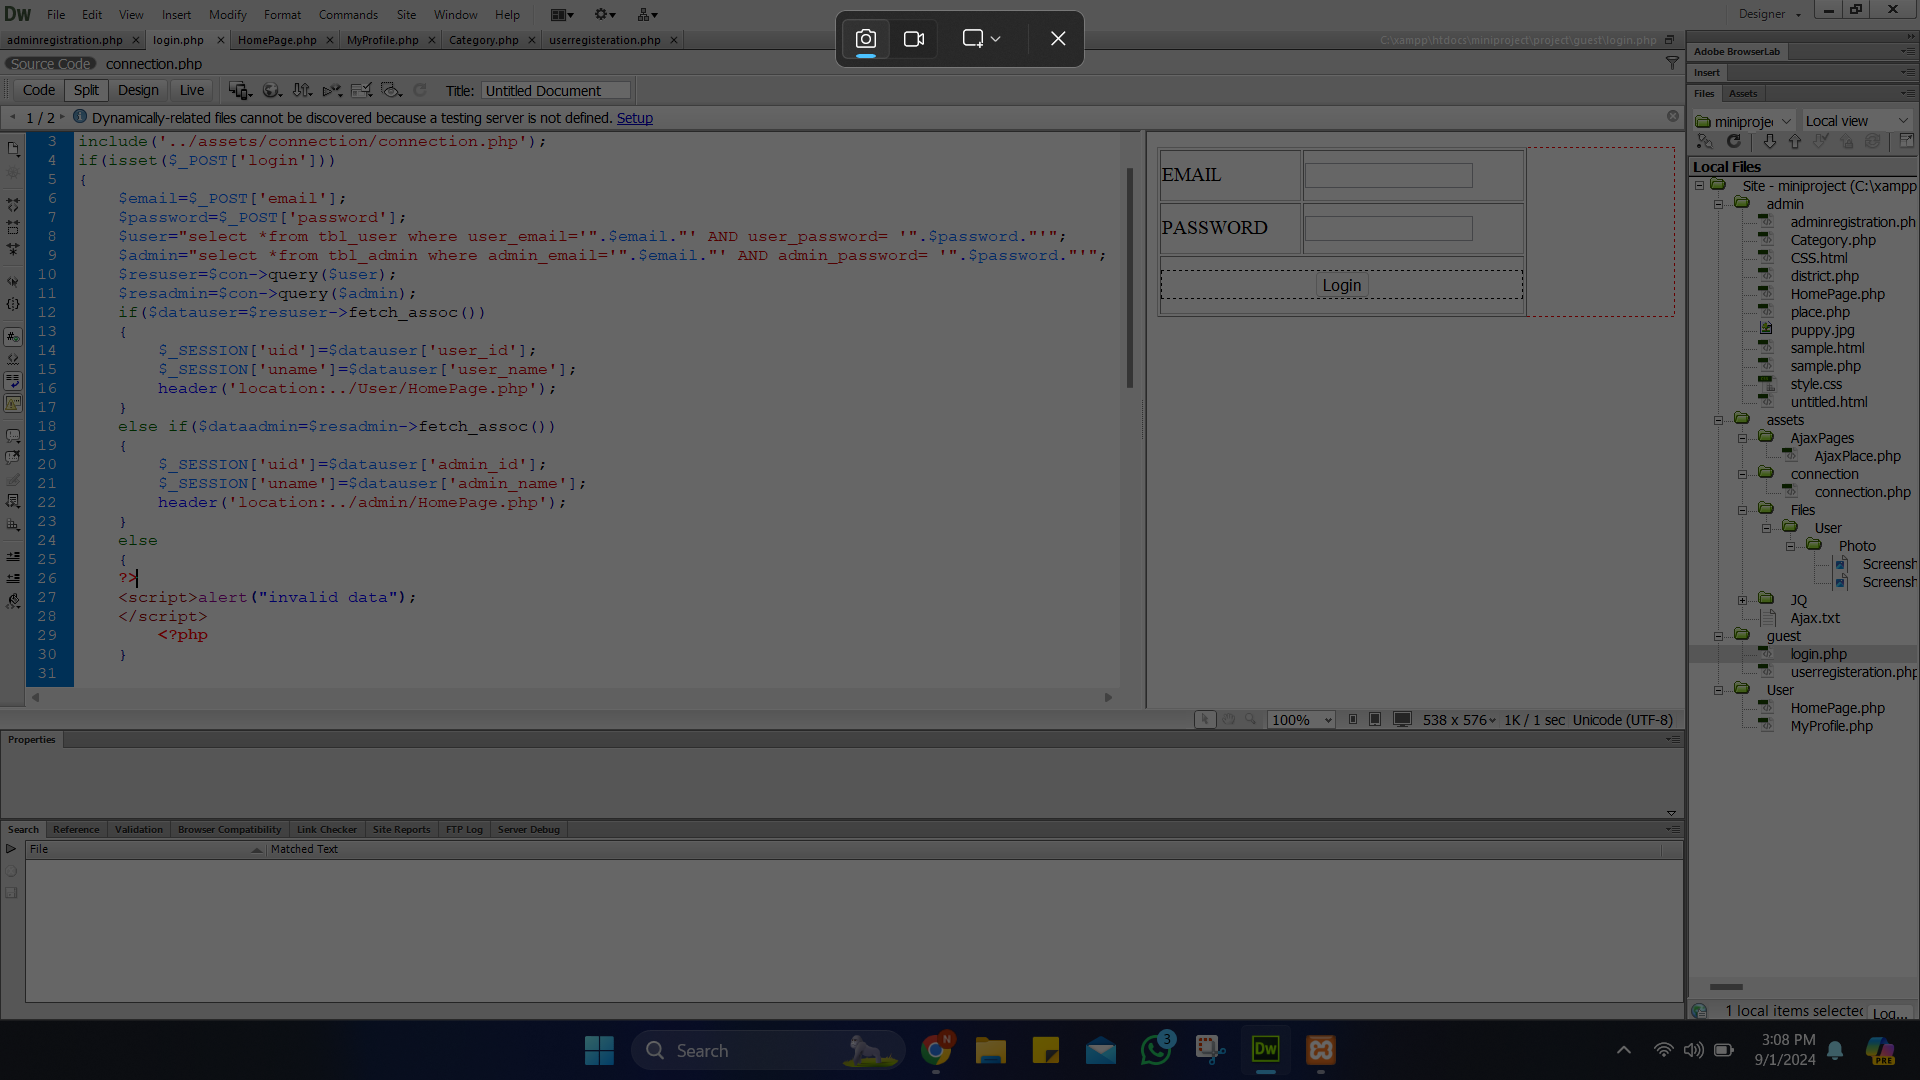 Dw File Edit View Insert Modify Format Commands Site Window Help
Designer
adminregistration.php login.php HomePage.php MyProfile.php Category.php userregisteration.php
C:\xampp\htdocs\miniproject\project\guest\login.php
Source Code connection.php
Code Split Design Live Title: Untitled Document
1 / 2 Dynamically-related files cannot be discovered because a testing server is not defined. Setup
3 include('../assets/connection/connection.php');
4 if(isset($_POST['login']))
5 {
6 $email=$_POST['email'];
7 $password=$_POST['password'];
8 $user="select *from tbl_user where user_email='".$email."' AND user_password= '".$password."'";
9 $admin="select *from tbl_admin where admin_email='".$email."' AND admin_password= '".$password."'";
10 $resuser=$con->query($user);
11 $resadmin=$con->query($admin);
12 if($datauser=$resuser->fetch_assoc())
13 {
14 $_SESSION['uid']=$datauser['user_id'];
15 $_SESSION['uname']=$datauser['user_name'];
16 header('location:../User/HomePage.php');
17 }
18 else if($dataadmin=$resadmin->fetch_assoc())
19 {
20 $_SESSION['uid']=$datauser['admin_id'];
21 $_SESSION['uname']=$datauser['admin_name'];
22 header('location:../admin/HomePage.php');
23 }
24 else
25 {
26 ?>
27 <script>alert("invalid data");
28 </script>
29 <?php
30 }
31
EMAIL
PASSWORD
Login
100% 538 x 576 1K / 1 sec Unicode (UTF-8)
Adobe BrowserLab
Insert
Files Assets
miniproje Local view
Local Files
Site - miniproject (C:\xampp
admin
adminregistration.ph
Category.php
CSS.html
district.php
HomePage.php
place.php
puppy.jpg
sample.html
sample.php
style.css
untitled.html
assets
AjaxPages
AjaxPlace.php
connection
connection.php
Files
User
Photo
Screensh
Screensh
JQ
Ajax.txt
guest
login.php
userregisteration.php
User
HomePage.php
MyProfile.php
1 local items selected Log...
Properties
Search Reference Validation Browser Compatibility Link Checker Site Reports FTP Log Server Debug
File Matched Text
Search
N
3
Dw
3:08 PM
9/1/2024
PRE